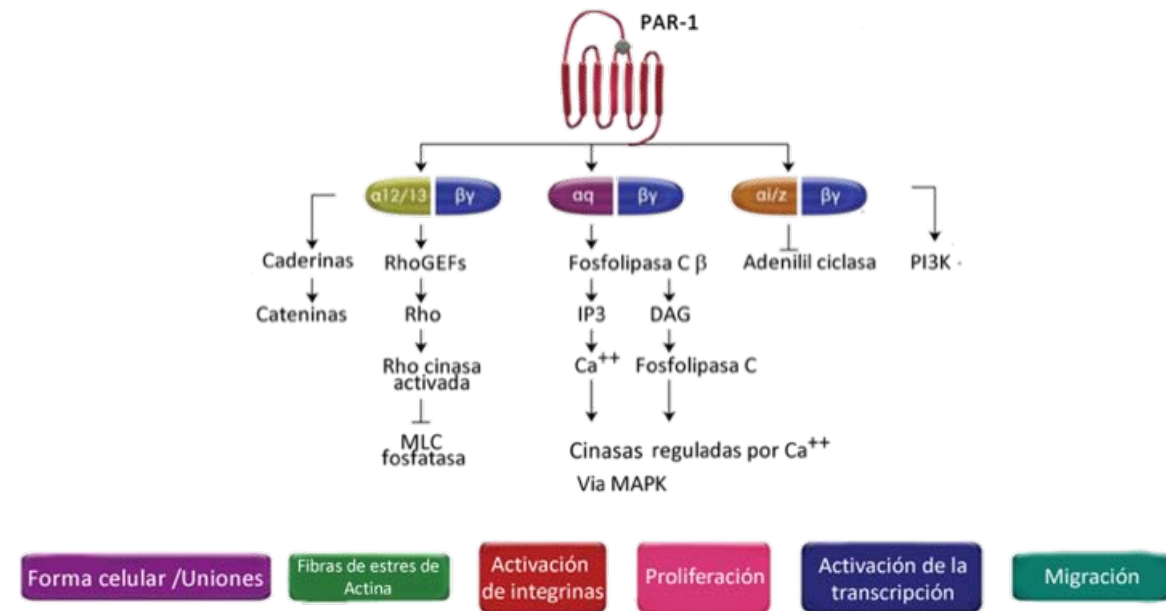 PAR-1
α12/13 βγ
αq βγ
αi/z βγ
Caderinas
RhoGEFs
Fosfolipasa C β
Adenilil ciclasa
PI3K
Cateninas
Rho
IP3
DAG
Rho cinasa
activada
Ca++
Fosfolipasa C
MLC
fosfatasa
Cinasas reguladas por Ca++
Via MAPK
Forma celular /Uniones
Fibras de estres de
Actina
Activación
de integrinas
Proliferación
Activación de la
transcripción
Migración